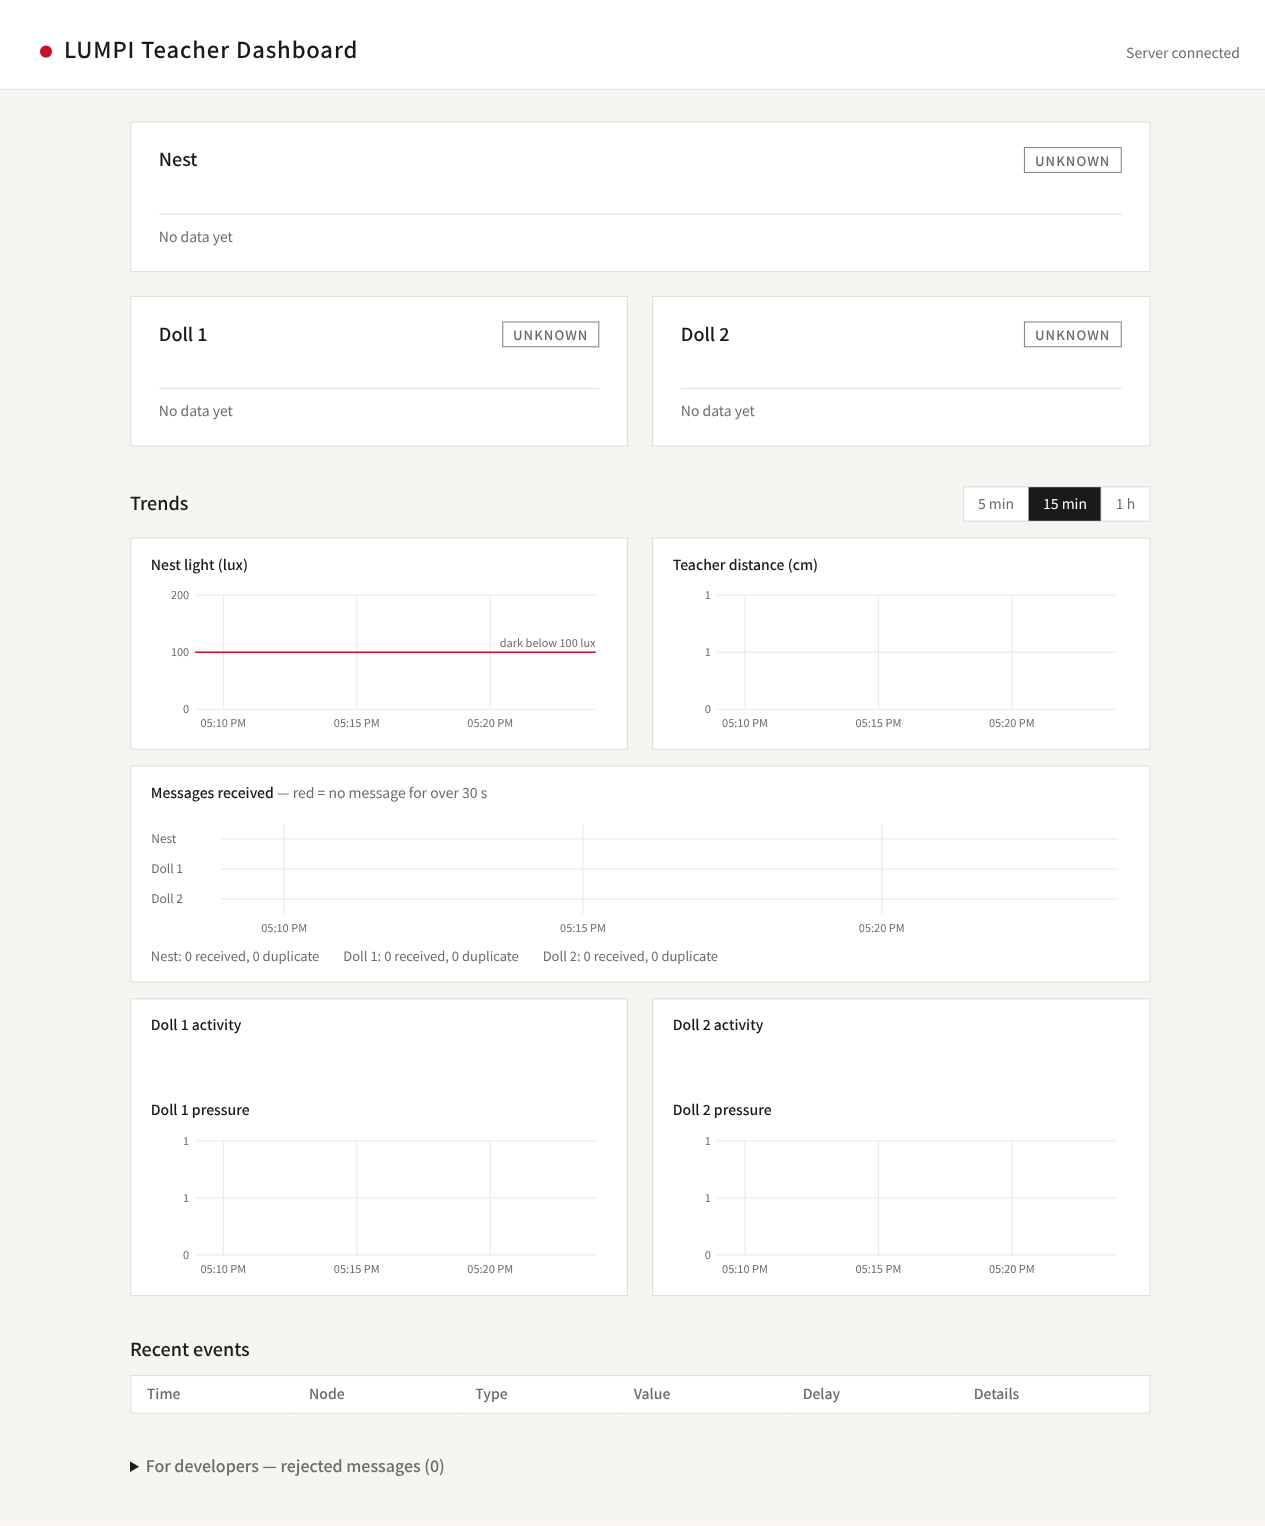 LUMPI Teacher Dashboard
Server connected
Nest
UNKNOWN
No data yet
Doll 1
UNKNOWN
No data yet
Doll 2
UNKNOWN
No data yet
Trends
5 min
15 min
1 h
Nest light (lux)
200
100
0
dark below 100 lux
05:10 PM
05:15 PM
05:20 PM
Teacher distance (cm)
1
1
0
05:10 PM
05:15 PM
05:20 PM
Messages received — red = no message for over 30 s
Nest
Doll 1
Doll 2
05:10 PM
05:15 PM
05:20 PM
Nest: 0 received, 0 duplicate
Doll 1: 0 received, 0 duplicate
Doll 2: 0 received, 0 duplicate
Doll 1 activity
Doll 1 pressure
1
1
0
05:10 PM
05:15 PM
05:20 PM
Doll 2 activity
Doll 2 pressure
1
1
0
05:10 PM
05:15 PM
05:20 PM
Recent events
Time
Node
Type
Value
Delay
Details
For developers — rejected messages (0)